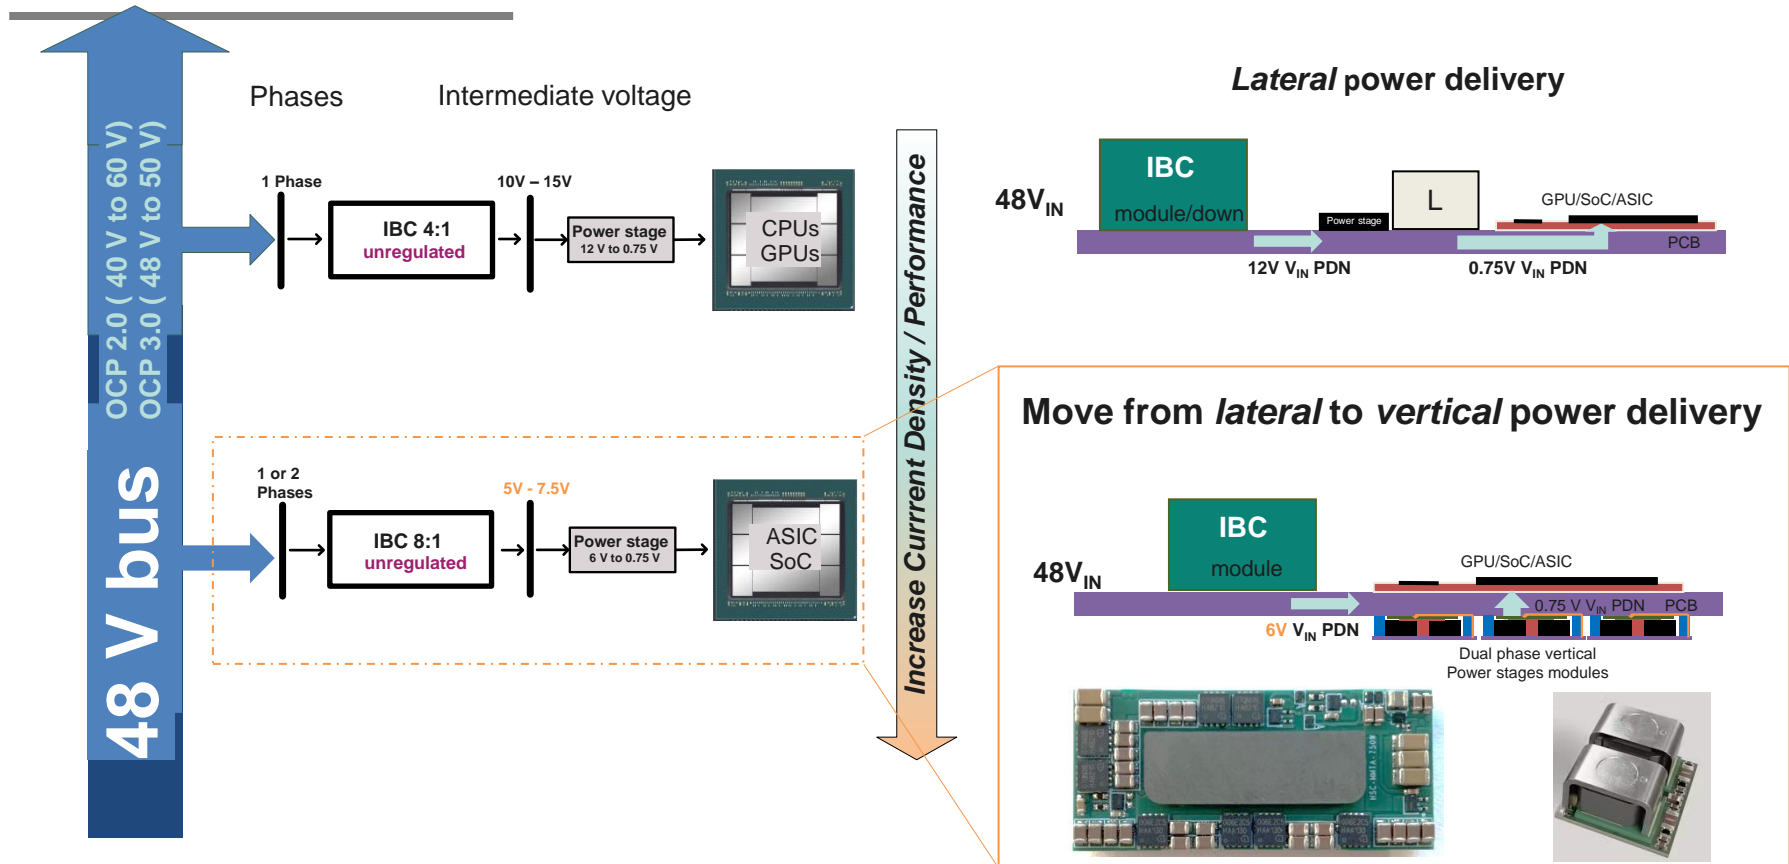 Phases
Intermediate voltage
OCP 2.0 ( 40 V to 60 V)
OCP 3.0 ( 48 V to 50 V)
48 V bus
1 Phase
IBC 4:1
unregulated
10V – 15V
Power stage
12 V to 0.75 V
CPUs
GPUs
1 or 2
Phases
IBC 8:1
unregulated
5V - 7.5V
Power stage
6 V to 0.75 V
ASIC
SoC
Increase Currrent Density / Performance
Lateral power delivery
48VIN
IBC
module/down
Power stage
L
GPU/SoC/ASIC
PCB
12V VIN PDN
0.75V VIN PDN
Move from lateral to vertical power delivery
48VIN
IBC
module
GPU/SoC/ASIC
0.75 V VIN PDN
PCB
6V VIN PDN
Dual phase vertical
Power stages modules